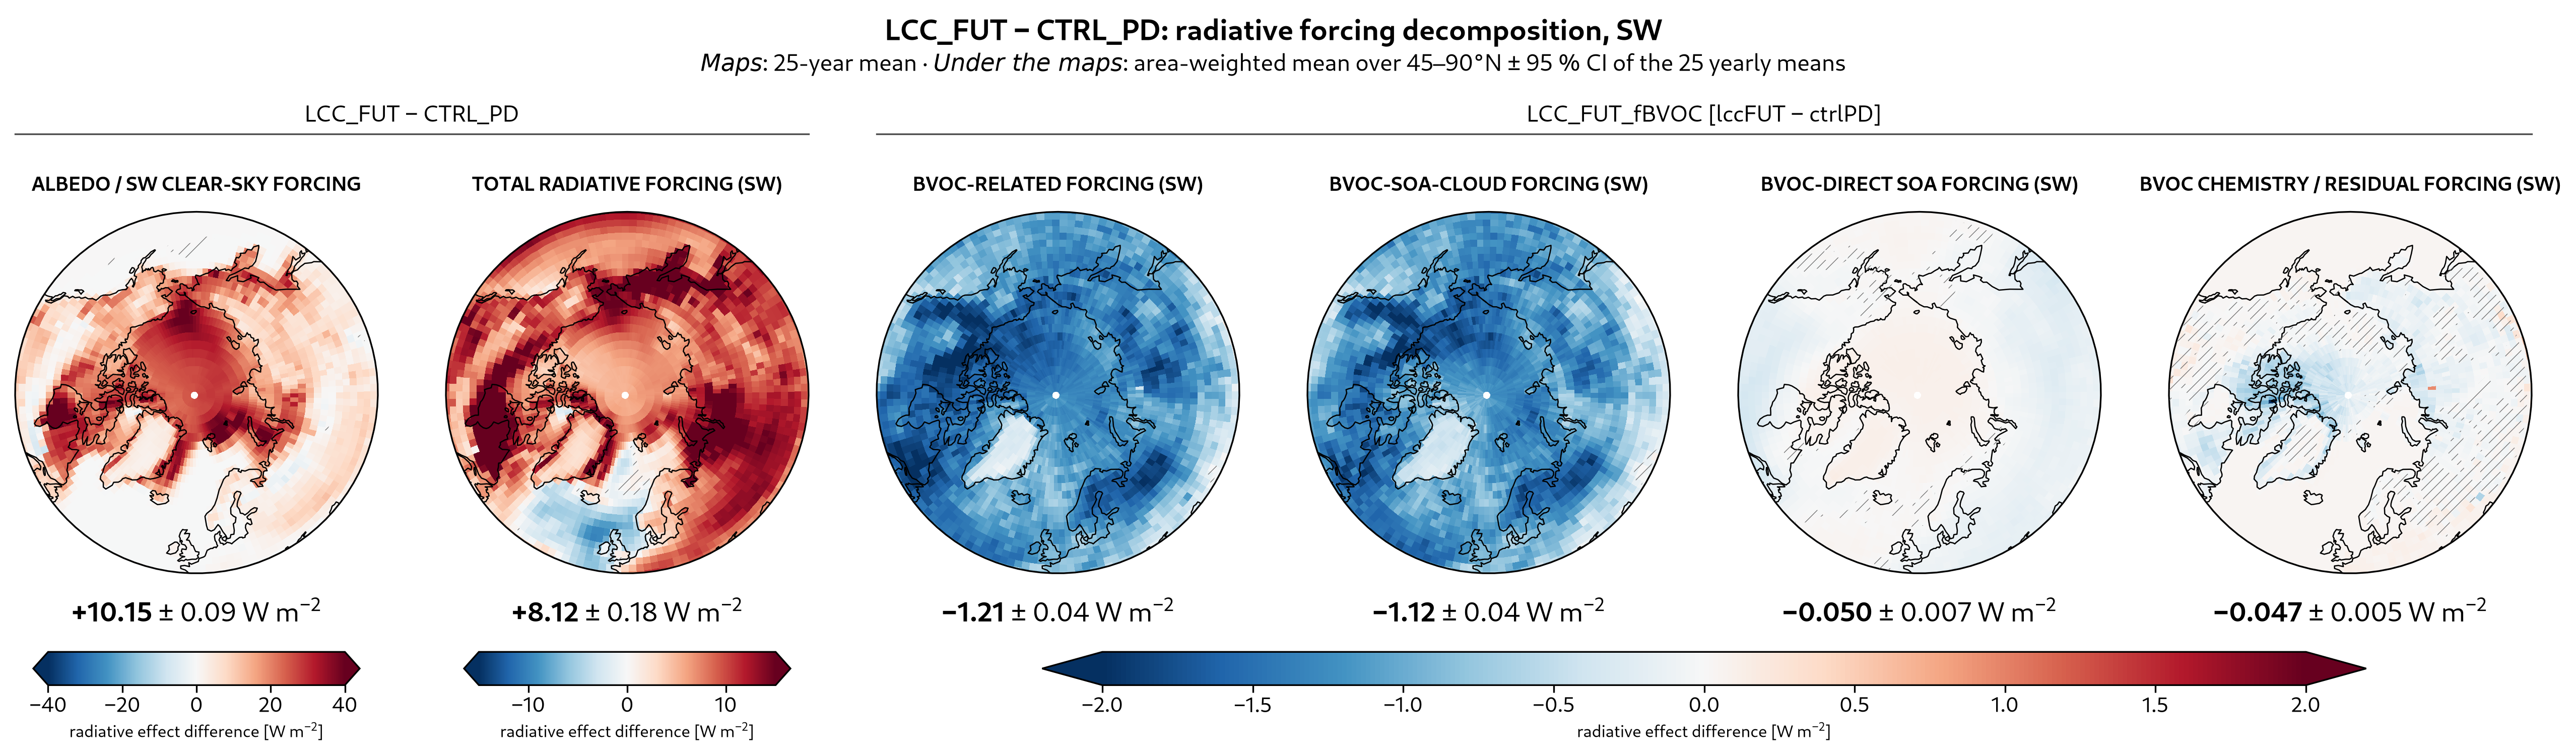 LCC_FUT − CTRL_PD: radiative forcing decomposition, SW
Maps: 25-year mean · Under the maps: area-weighted mean over 45–90°N ± 95 % CI of the 25 yearly means
LCC_FUT − CTRL_PD
LCC_FUT_fBVOC [lccFUT − ctrlPD]
ALBEDO / SW CLEAR-SKY FORCING
TOTAL RADIATIVE FORCING (SW)
BVOC-RELATED FORCING (SW)
BVOC-SOA-CLOUD FORCING (SW)
BVOC-DIRECT SOA FORCING (SW)
BVOC CHEMISTRY / RESIDUAL FORCING (SW)
+10.15 ± 0.09 W m⁻²
+8.12 ± 0.18 W m⁻²
−1.21 ± 0.04 W m⁻²
−1.12 ± 0.04 W m⁻²
−0.050 ± 0.007 W m⁻²
−0.047 ± 0.005 W m⁻²
−40 −20 0 20 40
radiative effect difference [W m⁻²]
−10 0 10
radiative effect difference [W m⁻²]
−2.0 −1.5 −1.0 −0.5 0.0 0.5 1.0 1.5 2.0
radiative effect difference [W m⁻²]